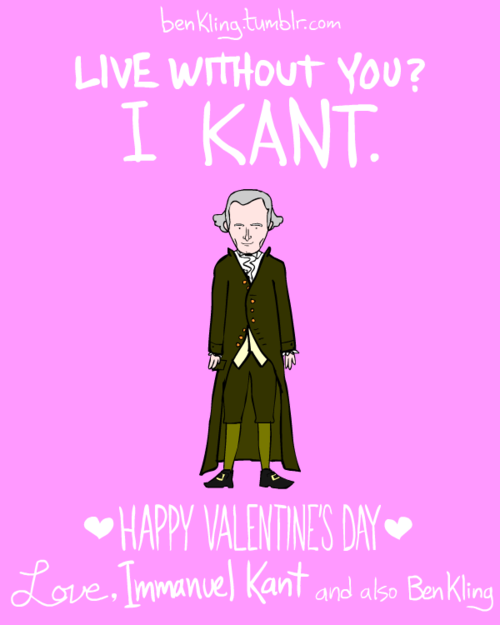 benkling.tumblr.com
LIVE WITHOUT YOU?
I KANT.
♥ HAPPY VALENTINE'S DAY ♥
Love, Immanuel Kant and also Ben Kling